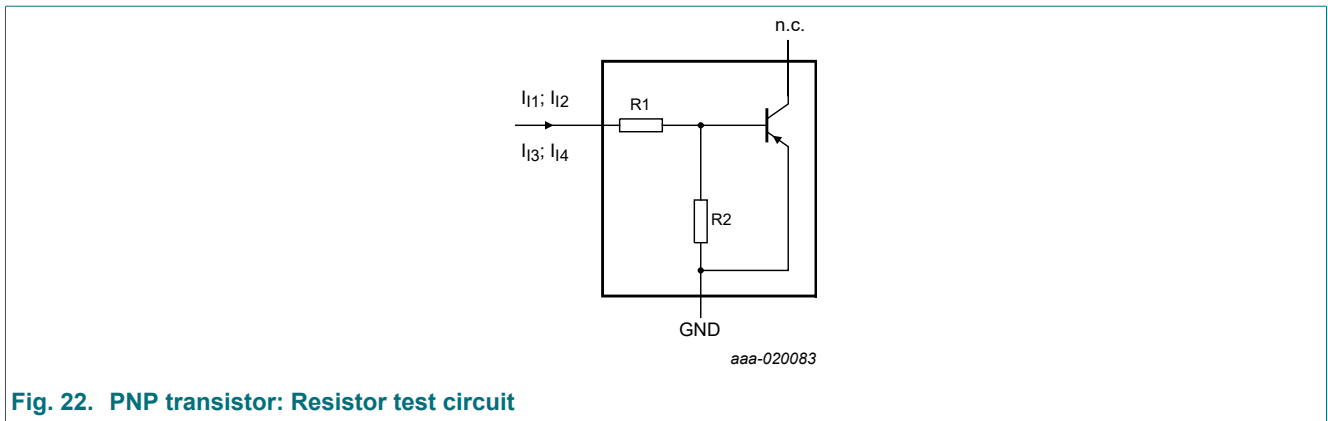 n.c.
I_I1; I_I2
R1
I_I3; I_I4
R2
GND
aaa-020083
Fig. 22. PNP transistor: Resistor test circuit